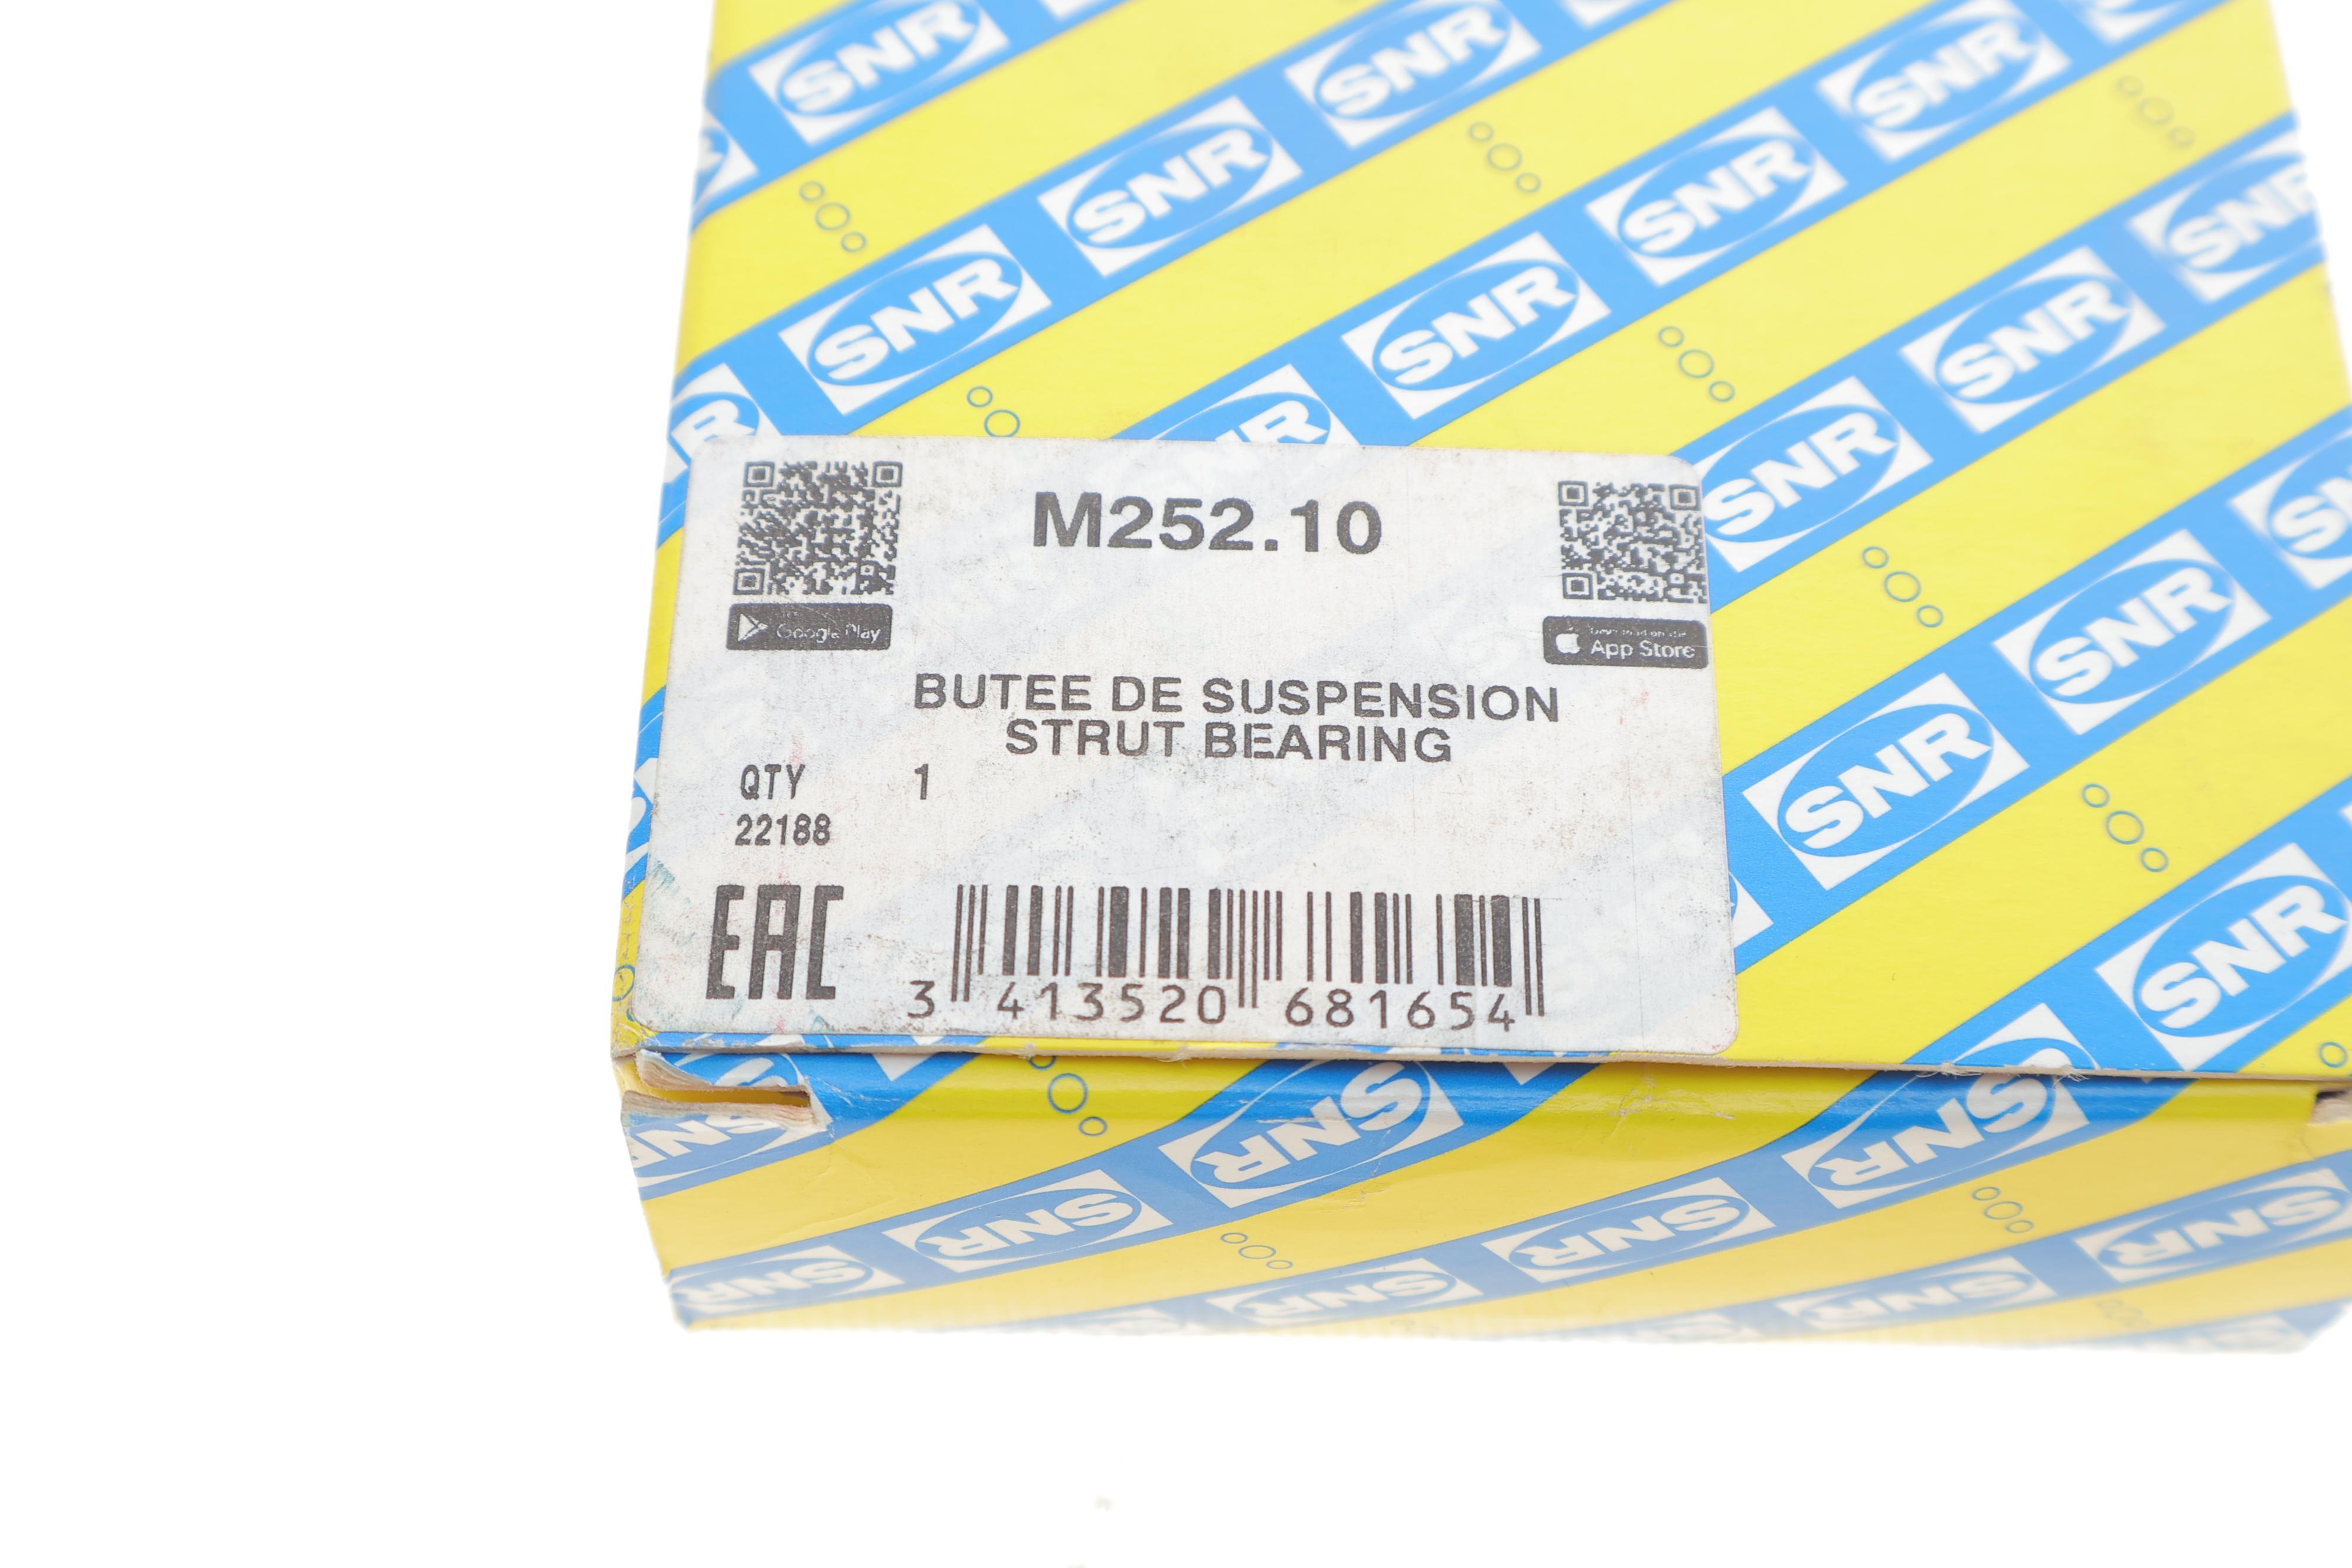 SNR
M252.10
Google Play
App Store
BUTEE DE SUSPENSION
STRUT BEARING
QTY 1
22188
EAC
3 413520 681654